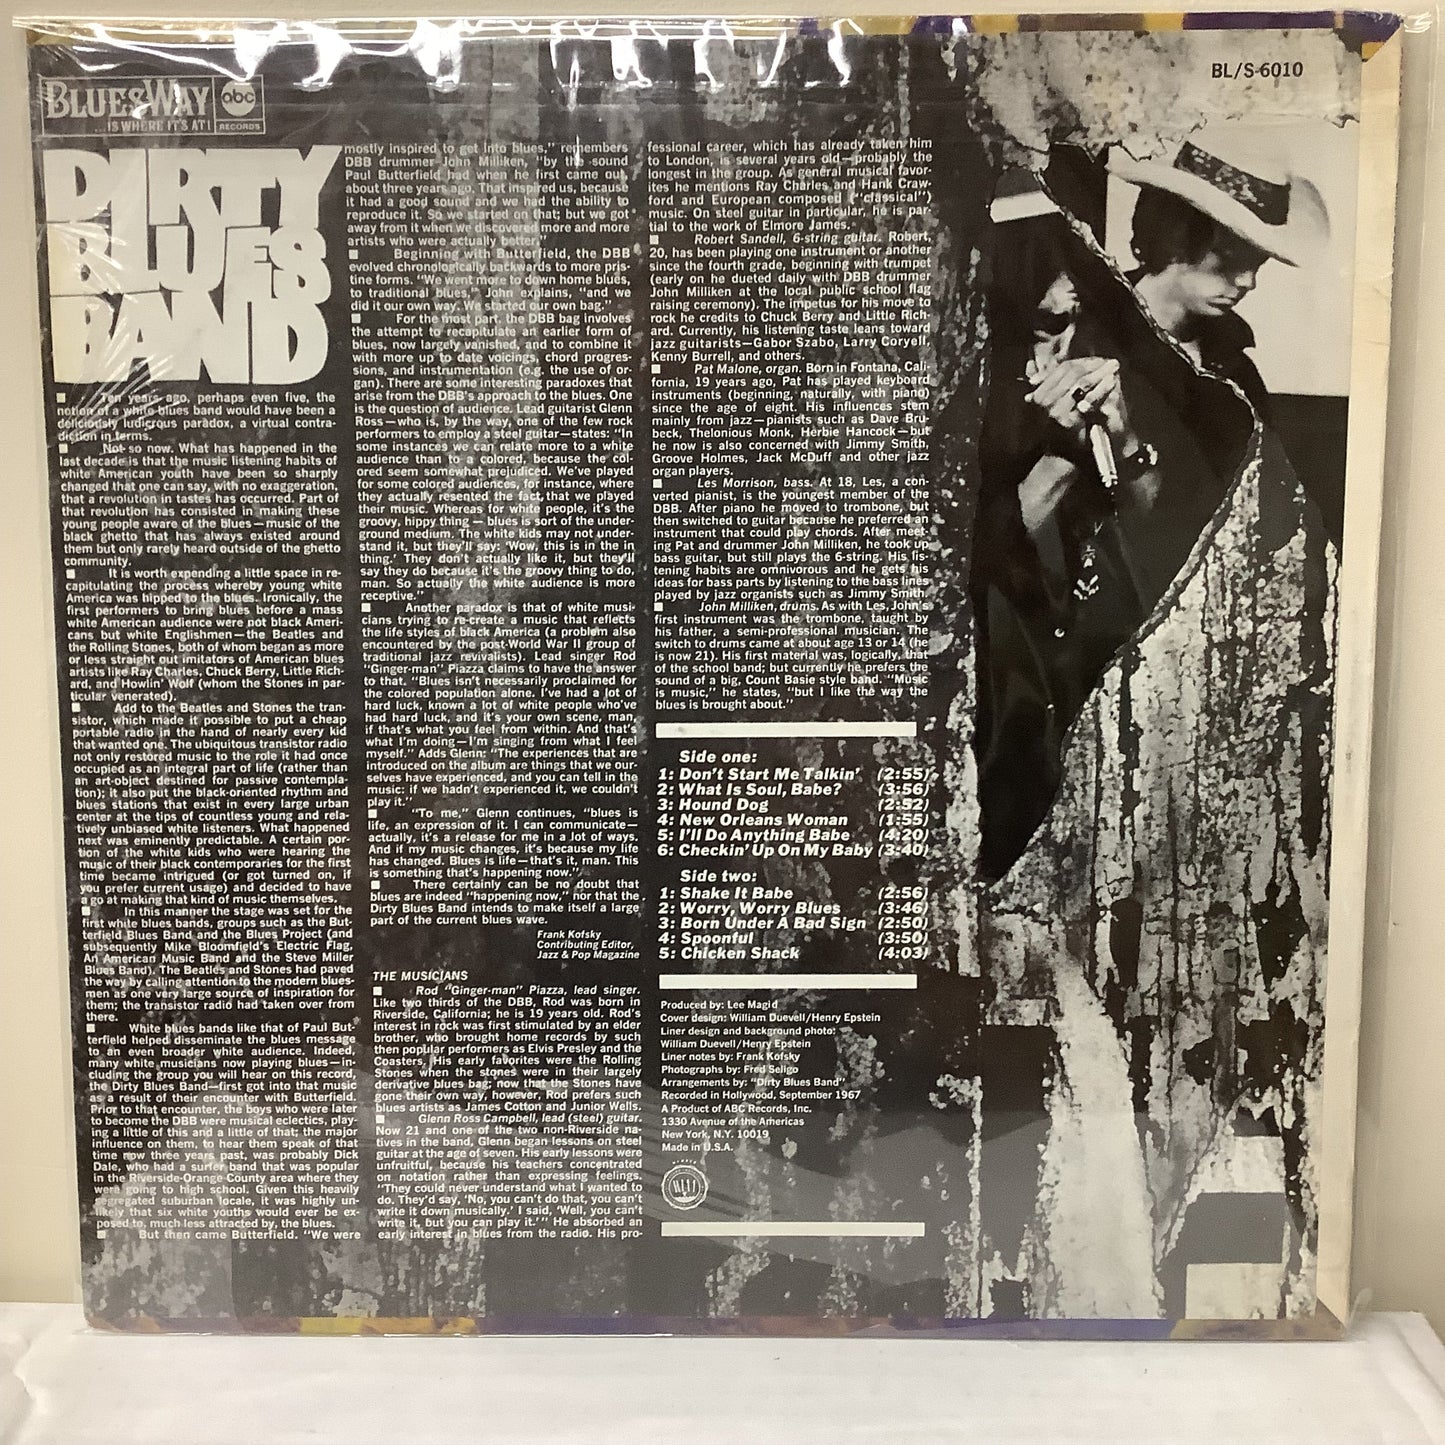 BLUESWAY
...IS WHERE IT'S AT!
abc
RECORDS
BL/S-6010
DIRTY
BLUES
BAND
■ Ten years ago, perhaps even five, the
notion of a white blues band would have been a
deliciously ludicrous paradox, a virtual contra-
diction in terms.
■ Not so now. What has happened in the
last decade is that the music listening habits of
white American youth have been so sharply
changed that one can say, with no exaggeration,
that a revolution in tastes has occurred. Part of
that revolution has consisted in making these
young people aware of the blues—music of the
black ghetto that has always existed around
them but only rarely heard outside of the ghetto
community.
■ It is worth expending a little space in re-
capitulating the process whereby young white
America was hipped to the blues. Ironically, the
first performers to bring blues before a mass
white American audience were not black Ameri-
cans but white Englishmen—the Beatles and
the Rolling Stones, both of whom began as more
or less straight out imitators of American blues
artists like Ray Charles, Chuck Berry, Little Rich-
ard, and Howlin' Wolf (whom the Stones in par-
ticular venerated).
■ Add to the Beatles and Stones the tran-
sistor, which made it possible to put a cheap
portable radio in the hand of nearly every kid
that wanted one. The ubiquitous transistor radio
not only restored music to the role it had once
occupied as an integral part of life (rather than
an art-object destined for passive contempla-
tion); it also put the black-oriented rhythm and
blues stations that exist in every large urban
center at the tips of countless young and rela-
tively unbiased white listeners. What happened
next was eminently predictable. A certain por-
tion of the white kids who were hearing the
music of their black contemporaries for the first
time became intrigued (or got turned on, if
you prefer current usage) and decided to have
a go at making that kind of music themselves.
■ In this manner the stage was set for the
first white blues bands, groups such as the But-
terfield Blues Band and the Blues Project (and
subsequently Mike Bloomfield's Electric Flag,
An American Music Band and the Steve Miller
Blues Band). The Beatles and Stones had paved
the way by calling attention to the modern blues-
men as one very large source of inspiration for
them; the transistor radio had taken over from
there.
■ White blues bands like that of Paul But-
terfield helped disseminate the blues message
to an even broader white audience. Indeed,
many white musicians now playing blues—in-
cluding the group you will hear on this record,
the Dirty Blues Band—first got into that music
as a result of their encounter with Butterfield.
Prior to that encounter, the boys who were later
to become the DBB were musical eclectics, play-
ing a little of this and a little of that; the major
influence on them, to hear them speak of that
time now three years past, was probably Dick
Dale, who had a surfer band that was popular
in the Riverside-Orange County area where they
were going to high school. Given this heavily
segregated suburban locale, it was highly un-
likely that six white youths would ever be ex-
posed to, much less attracted by, the blues.
■ But then came Butterfield. "We were
mostly inspired to get into blues," remembers
DBB drummer John Milliken, "by the sound
Paul Butterfield had when he first came out,
about three years ago. That inspired us, because
it had a good sound and we had the ability to
reproduce it. So we started on that; but we got
away from it when we discovered more and more
artists who were actually better."
■ Beginning with Butterfield, the DBB
evolved chronologically backwards to more pris-
tine forms. "We went more to down home blues,
to traditional blues," John explains, "and we
did it our own way. We started our own bag."
■ For the most part, the DBB bag involves
the attempt to recapitulate an earlier form of
blues, now largely vanished, and to combine it
with more up to date voicings, chord progres-
sions, and instrumentation (e.g. the use of or-
gan). There are some interesting paradoxes that
arise from the DBB's approach to the blues. One
is the question of audience. Lead guitarist Glenn
Ross—who is, by the way, one of the few rock
performers to employ a steel guitar—states: "In
some instances we can relate more to a white
audience than to a colored, because the col-
ored seem somewhat prejudiced. We've played
for some colored audiences, for instance, where
they actually resented the fact that we played
their music. Whereas for white people, it's the
groovy, hippy thing — blues is sort of the under-
ground medium. The white kids may not under-
stand it, but they'll say: 'Wow, this is in the in
thing.' They don't actually like it, but they'll
say they do because it's the groovy thing to do,
man. So actually the white audience is more
receptive."
■ Another paradox is that of white musi-
cians trying to re-create a music that reflects
the life styles of black America (a problem also
encountered by the post-World War II group of
traditional jazz revivalists). Lead singer Rod
"Ginger-man" Piazza claims to have the answer
to that. "Blues isn't necessarily proclaimed for
the colored population alone. I've had a lot of
hard luck, known a lot of white people who've
had hard luck, and it's your own scene, man,
if that's what you feel from within. And that's
what I'm doing—I'm singing from what I feel
myself." Adds Glenn: "The experiences that are
introduced on the album are things that we our-
selves have experienced, and you can tell in the
music: if we hadn't experienced it, we couldn't
play it."
■ "To me," Glenn continues, "blues is
life, an expression of it. I can communicate—
actually, it's a release for me in a lot of ways.
And if my music changes, it's because my life
has changed. Blues is life—that's it, man. This
is something that's happening now."
■ There certainly can be no doubt that
blues are indeed "happening now," nor that the
Dirty Blues Band intends to make itself a large
part of the current blues wave.
Frank Kofsky
Contributing Editor,
Jazz & Pop Magazine
THE MUSICIANS
■ Rod "Ginger-man" Piazza, lead singer.
Like two thirds of the DBB, Rod was born in
Riverside, California; he is 19 years old. Rod's
interest in rock was first stimulated by an elder
brother, who brought home records by such
then popular performers as Elvis Presley and the
Coasters. His early favorites were the Rolling
Stones when the stones were in their largely
derivative blues bag; now that the Stones have
gone their own way, however, Rod prefers such
blues artists as James Cotton and Junior Wells.
■ Glenn Ross Campbell, lead (steel) guitar.
Now 21 and one of the two non-Riverside na-
tives in the band, Glenn began lessons on steel
guitar at the age of seven. His early lessons were
unfruitful, because his teachers concentrated
on notation rather than expressing feelings.
"They could never understand what I wanted to
do. They'd say, 'No, you can't do that, you can't
write it down musically.' I said, 'Well, you can't
write it, but you can play it.'" He absorbed an
early interest in blues from the radio. His pro-
fessional career, which has already taken him
to London, is several years old—probably the
longest in the group. As general musical favor-
ites he mentions Ray Charles and Hank Craw-
ford and European composed ("classical")
music. On steel guitar in particular, he is par-
tial to the work of Elmore James.
■ Robert Sandell, 6-string guitar. Robert,
20, has been playing one instrument or another
since the fourth grade, beginning with trumpet
(early on he dueted daily with DBB drummer
John Milliken at the local public school flag
raising ceremony). The impetus for his move to
rock he credits to Chuck Berry and Little Rich-
ard. Currently, his listening taste leans toward
jazz guitarists—Gabor Szabo, Larry Coryell,
Kenny Burrell, and others.
■ Pat Malone, organ. Born in Fontana, Cali-
fornia, 19 years ago, Pat has played keyboard
instruments (beginning, naturally, with piano)
since the age of eight. His influences stem
mainly from jazz—pianists such as Dave Bru-
beck, Thelonious Monk, Herbie Hancock—but
he now is also concerned with Jimmy Smith,
Groove Holmes, Jack McDuff and other jazz
organ players.
■ Les Morrison, bass. At 18, Les, a con-
verted pianist, is the youngest member of the
DBB. After piano he moved to trombone, but
then switched to guitar because he preferred an
instrument that could play chords. After meet-
ing Pat and drummer John Milliken, he took up
bass guitar, but still plays the 6-string. His lis-
tening habits are omnivorous and he gets his
ideas for bass parts by listening to the bass lines
played by jazz organists such as Jimmy Smith.
■ John Milliken, drums. As with Les, John's
first instrument was the trombone, taught by
his father, a semi-professional musician. The
switch to drums came at about age 13 or 14 (he
is now 21). His first material was, logically, that
of the school band; but currently he prefers the
sound of a big, Count Basie style band. "Music
is music," he states, "but I like the way the
blues is brought about."
Side one:
1: Don't Start Me Talkin' (2:55)
2: What Is Soul, Babe? (3:56)
3: Hound Dog (2:52)
4: New Orleans Woman (1:55)
5: I'll Do Anything Babe (4:20)
6: Checkin' Up On My Baby (3:40)
Side two:
1: Shake It Babe (2:56)
2: Worry, Worry Blues (3:46)
3: Born Under A Bad Sign (2:50)
4: Spoonful (3:50)
5: Chicken Shack (4:03)
Produced by: Lee Magid
Cover design: William Duevell/Henry Epstein
Liner design and background photo:
William Duevell/Henry Epstein
Liner notes by: Frank Kofsky
Photographs by: Fred Seligo
Arrangements by: "Dirty Blues Band"
Recorded in Hollywood, September 1967
A Product of ABC Records, Inc.
1330 Avenue of the Americas
New York, N.Y. 10019
Made in U.S.A.